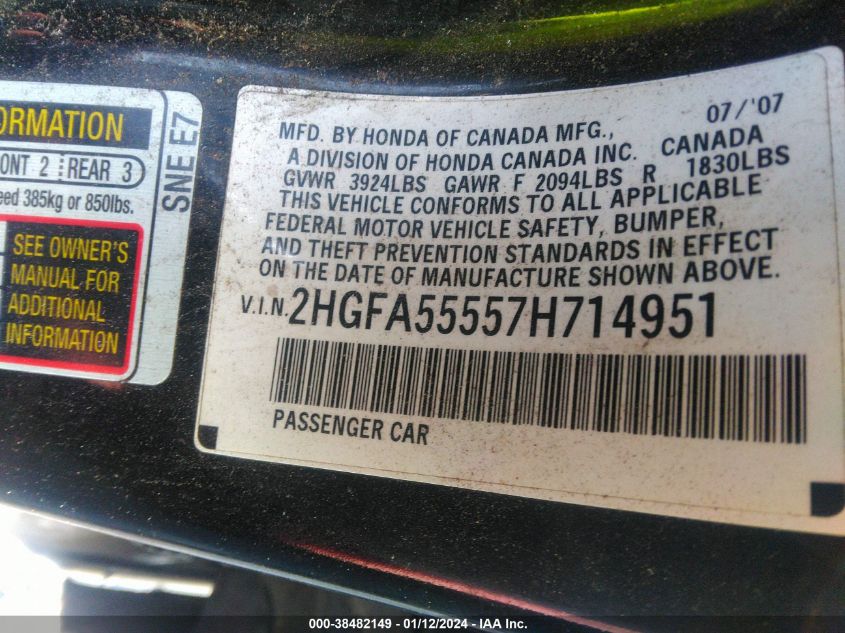 ORMATION
ONT 2 REAR 3
eed 385kg or 850lbs.
SEE OWNER'S
MANUAL FOR
ADDITIONAL
INFORMATION
SNE E7
07/'07
MFD. BY HONDA OF CANADA MFG.,
A DIVISION OF HONDA CANADA INC. CANADA
GVWR 3924LBS GAWR F 2094LBS R 1830LBS
THIS VEHICLE CONFORMS TO ALL APPLICABLE
FEDERAL MOTOR VEHICLE SAFETY, BUMPER,
AND THEFT PREVENTION STANDARDS IN EFFECT
ON THE DATE OF MANUFACTURE SHOWN ABOVE.
V.I.N. 2HGFA55557H714951
PASSENGER CAR
000-38482149 - 01/12/2024 - IAA Inc.